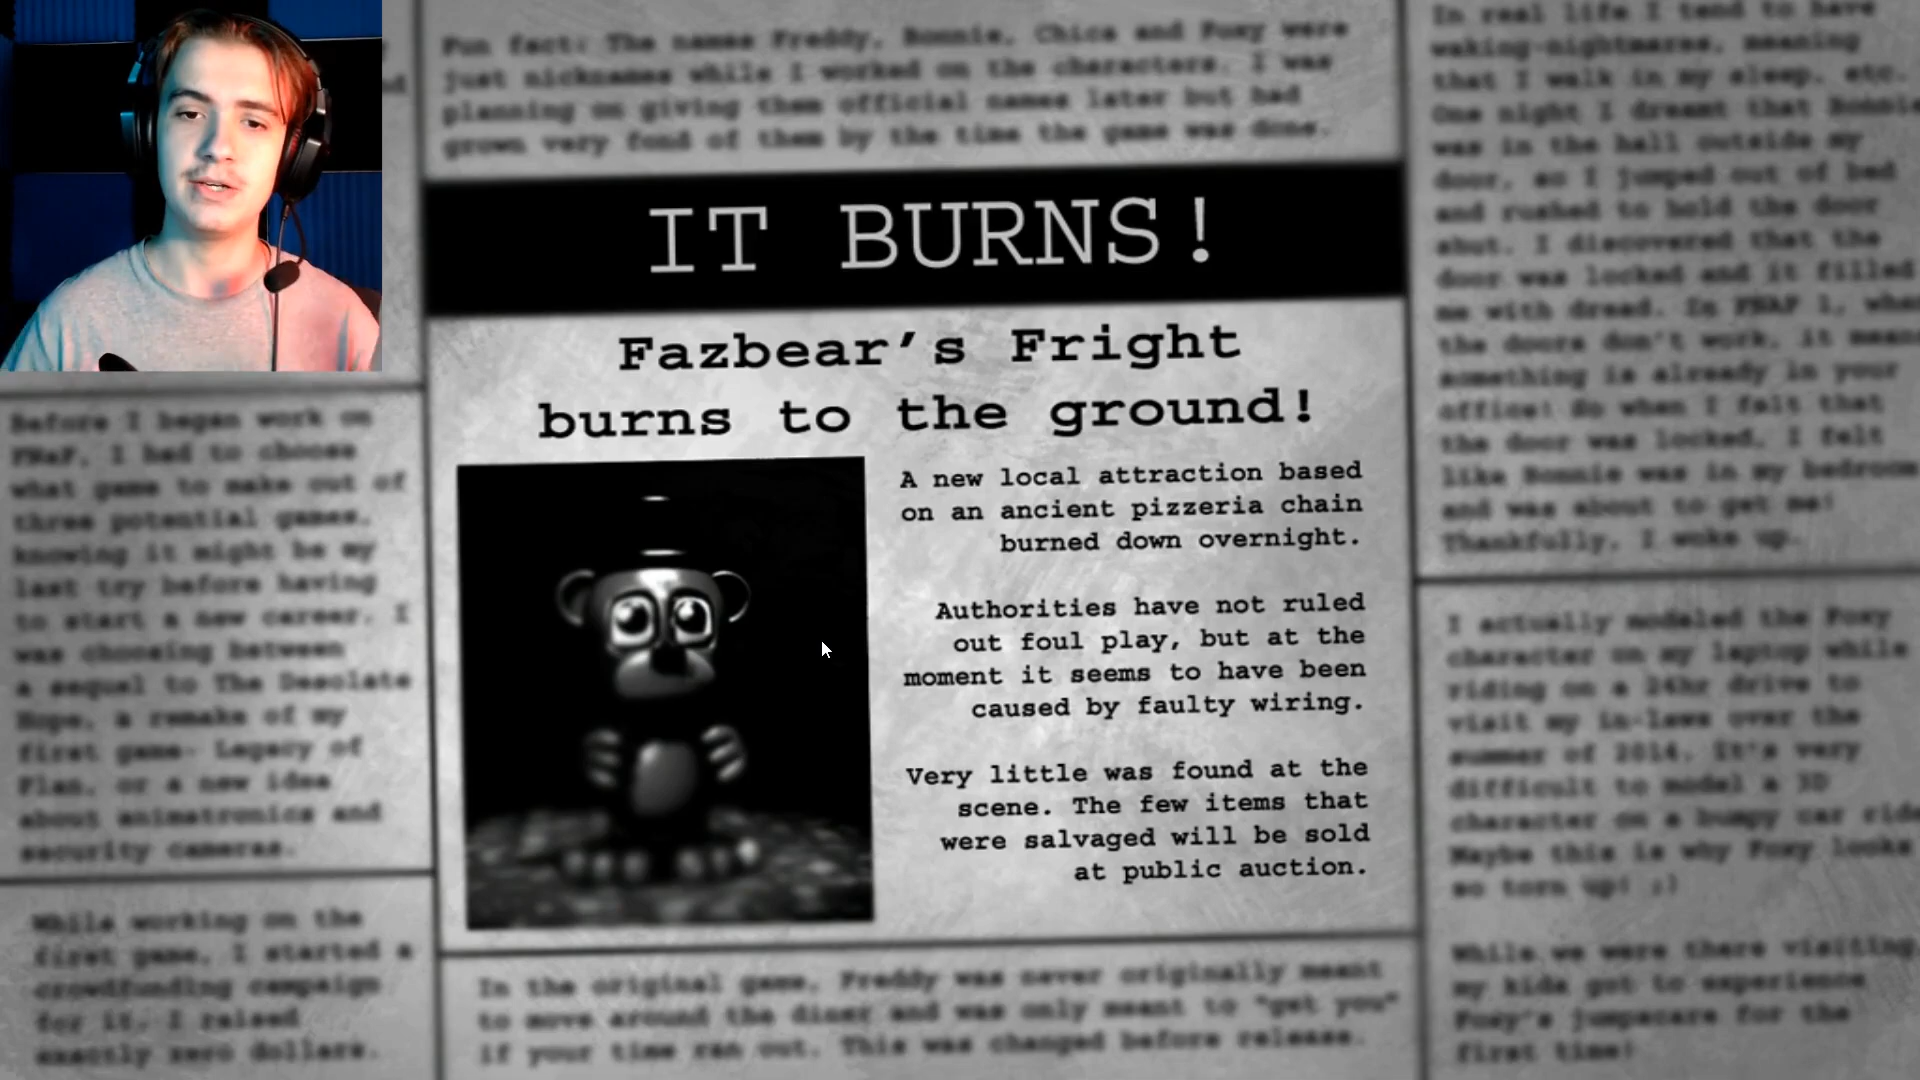 Fun fact: The names Freddy, Bonnie, Chica and Foxy were
just nicknames while I worked on the characters. I was
planning on giving them official names later but had
grown very fond of them by the time the game was done.
IT BURNS!
Fazbear's Fright
burns to the ground!
A new local attraction based
on an ancient pizzeria chain
burned down overnight.
Authorities have not ruled
out foul play, but at the
moment it seems to have been
caused by faulty wiring.
Very little was found at the
scene. The few items that
were salvaged will be sold
at public auction.
In the original game, Freddy was never originally meant
to move around the diner and was only meant to "get you"
if your time ran out. This was changed before release.
Before I began work on
FNaF, I had to choose
what game to make out of
three potential games,
knowing it might be my
last try before having
to start a new career. I
was choosing between
a sequel to The Desolate
Hope, a remake of my
first game- Legacy of
Flan, or a new idea
about animatronics and
security cameras.
While working on the
first game, I started a
crowdfunding campaign
for it. I raised
exactly zero dollars.
In real life I tend to have
waking-nightmares, meaning
that I walk in my sleep, etc.
One night I dreamt that Bonnie
was in the hall outside my
door, so I jumped out of bed
and rushed to hold the door
shut. I discovered that the
door was locked and it filled
me with dread. In FNAF 1, when
the doors don't work, it means
something is already in your
office! So when I felt that
the door was locked, I felt
like Bonnie was in my bedroom
and was about to get me!
Thankfully, I woke up.
I actually modeled the Foxy
character on my laptop while
riding on a 24hr drive to
visit my in-laws over the
summer of 2014. It's very
difficult to model a 3D
character on a bumpy car ride
Maybe this is why Foxy looks
so torn up! ;)
While we were there visiting,
my kids got to experience
Foxy's jumpscare for the
first time!